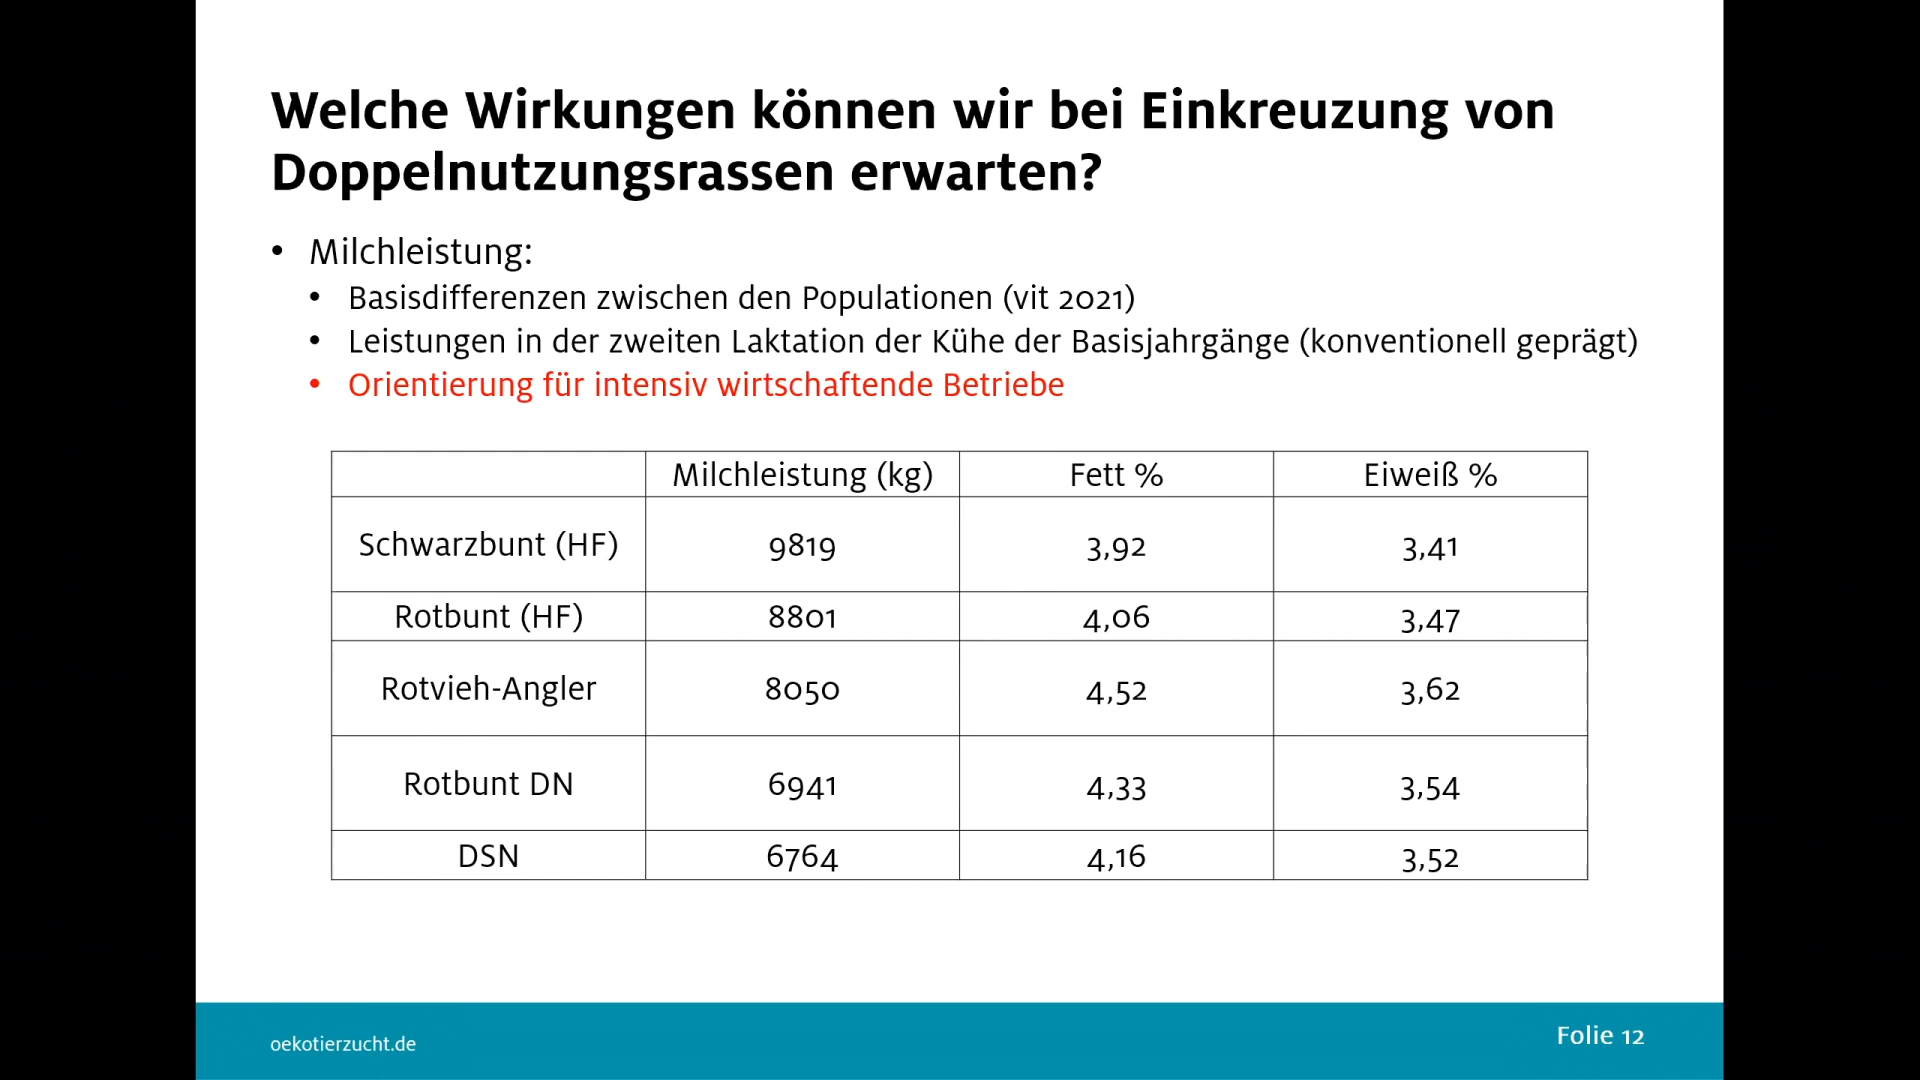 Welche Wirkungen können wir bei Einkreuzung von
Doppelnutzungsrassen erwarten?
• Milchleistung:
• Basisdifferenzen zwischen den Populationen (vit 2021)
• Leistungen in der zweiten Laktation der Kühe der Basisjahrgänge (konventionell geprägt)
• Orientierung für intensiv wirtschaftende Betriebe
Milchleistung (kg) Fett % Eiweiß %
Schwarzbunt (HF) 9819 3,92 3,41
Rotbunt (HF) 8801 4,06 3,47
Rotvieh-Angler 8050 4,52 3,62
Rotbunt DN 6941 4,33 3,54
DSN 6764 4,16 3,52
oekotierzucht.de Folie 12